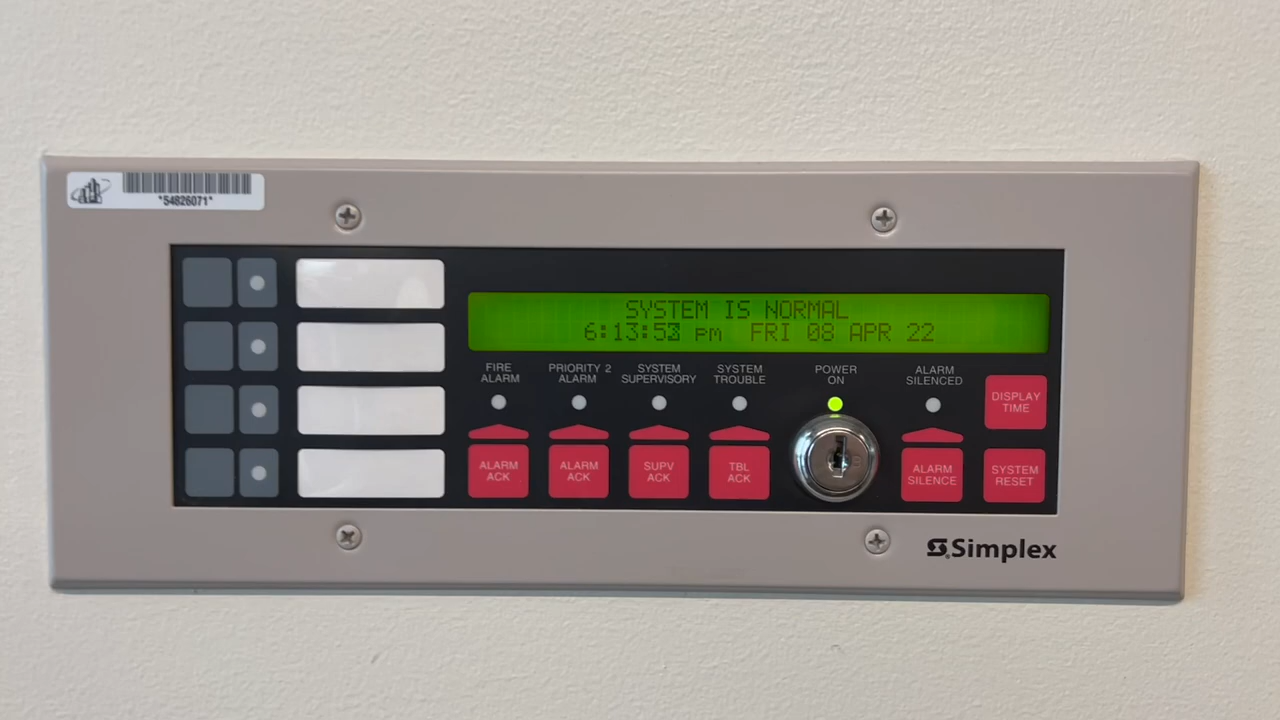 *54826071*
SYSTEM IS NORMAL
6:13:53 pm FRI 08 APR 22
FIRE
ALARM
PRIORITY 2
ALARM
SYSTEM
SUPERVISORY
SYSTEM
TROUBLE
POWER
ON
ALARM
SILENCED
DISPLAY
TIME
ALARM
ACK
ALARM
ACK
SUPV
ACK
TBL
ACK
ALARM
SILENCE
SYSTEM
RESET
Simplex